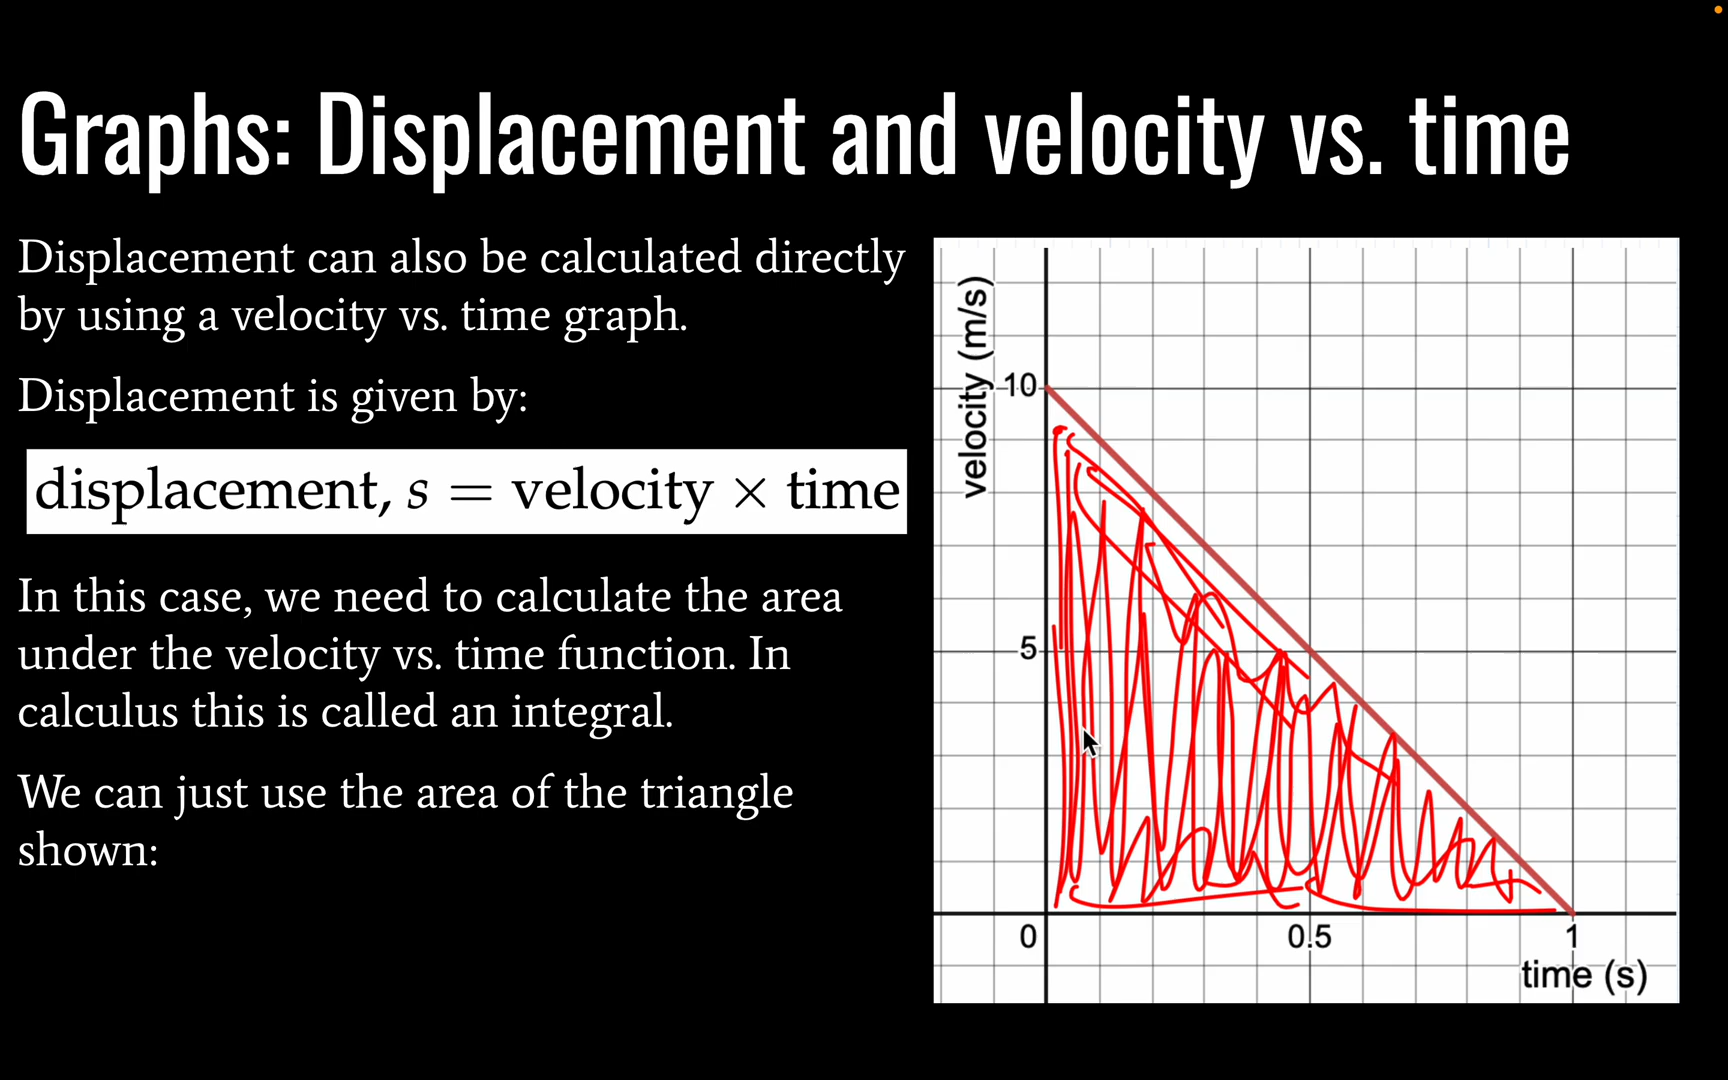 Graphs: Displacement and velocity vs. time
Displacement can also be calculated directly
by using a velocity vs. time graph.
Displacement is given by:
displacement, s = velocity × time
In this case, we need to calculate the area
under the velocity vs. time function. In
calculus this is called an integral.
We can just use the area of the triangle
shown:
velocity (m/s)
10
5
0
0.5
1
time (s)